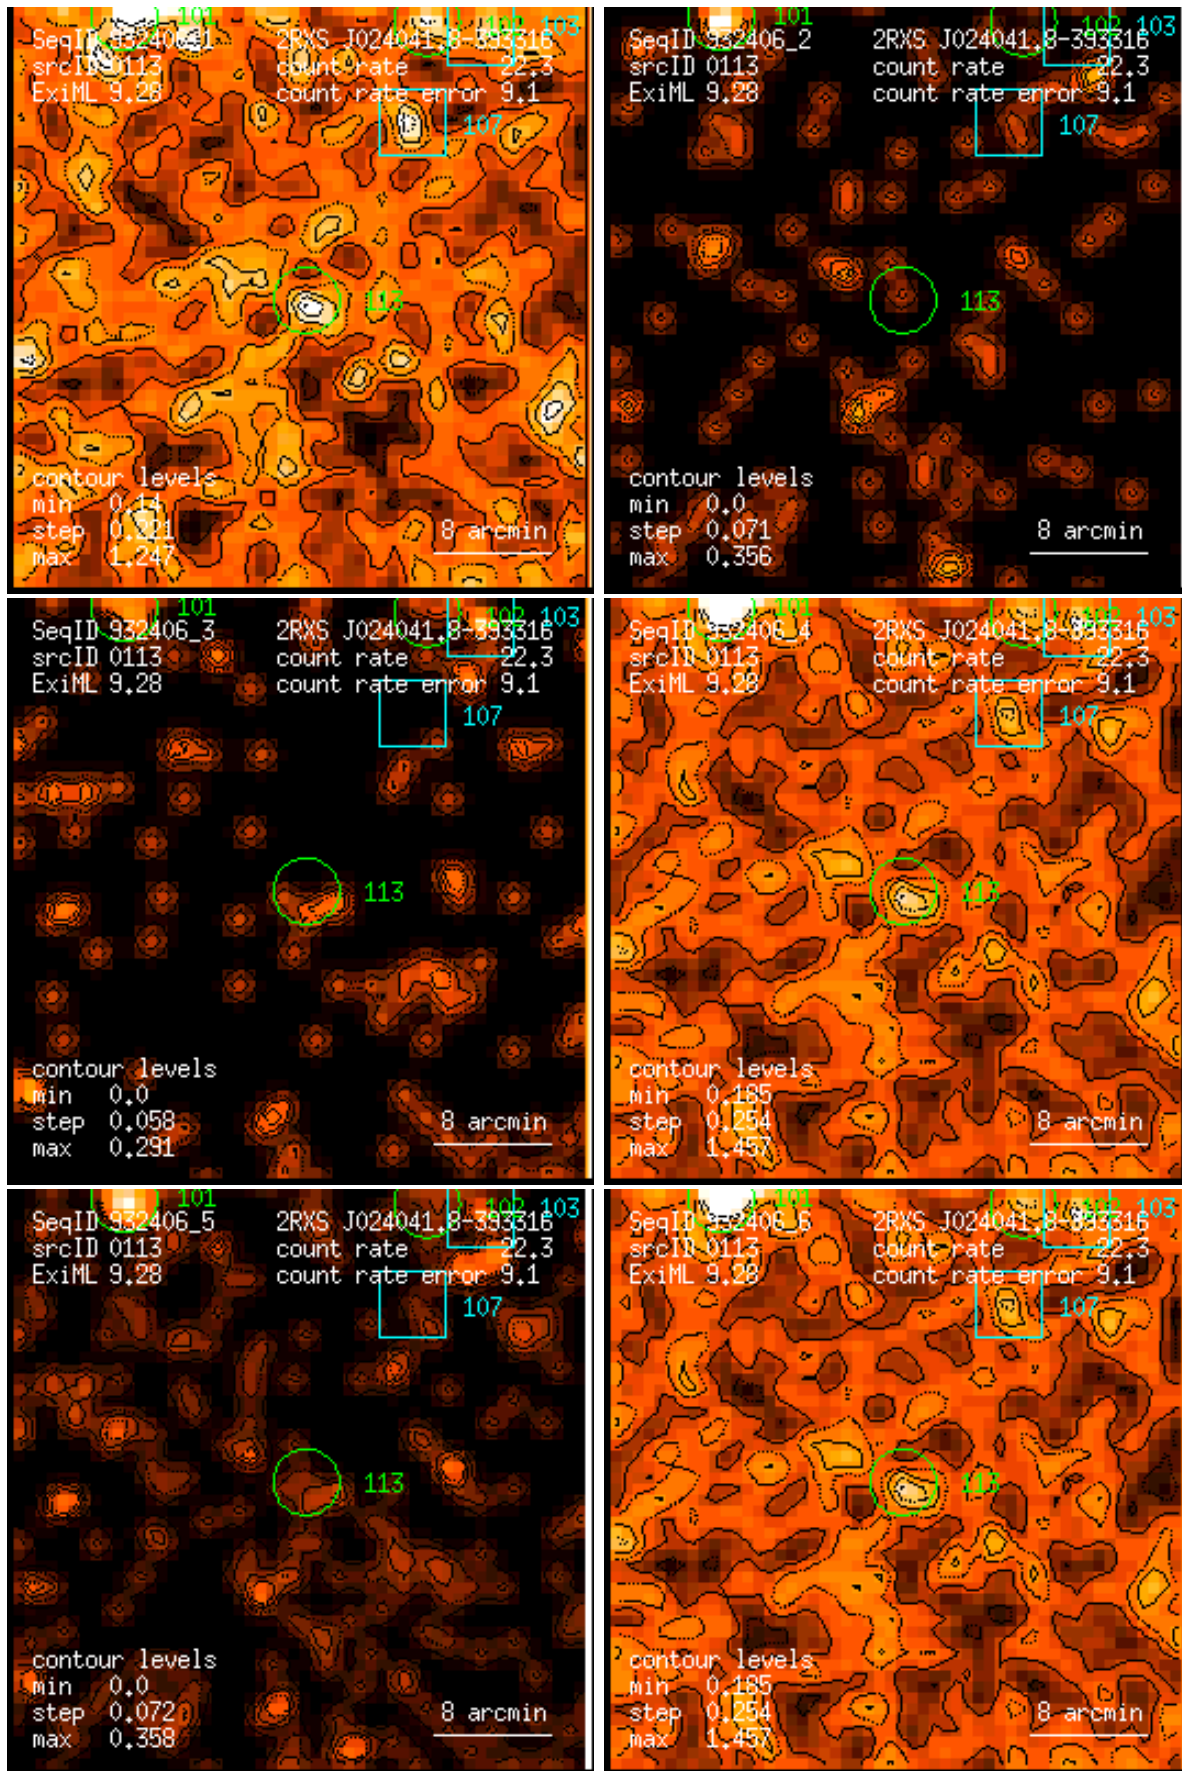 101 102 103
SeqID 932406_1 2RXS J024041.8-393316
srcID 0113 count rate 22.3
ExiML 9.28 count rate error 9.1
107
113
contour levels
min 0.14
step 0.221 8 arcmin
max 1.247
101 102 103
SeqID 932406_2 2RXS J024041.8-393316
srcID 0113 count rate 22.3
ExiML 9.28 count rate error 9.1
107
113
contour levels
min 0.0
step 0.071 8 arcmin
max 0.356
101 102 103
SeqID 932406_3 2RXS J024041.8-393316
srcID 0113 count rate 22.3
ExiML 9.28 count rate error 9.1
107
113
contour levels
min 0.0
step 0.058 8 arcmin
max 0.291
101 102 103
SeqID 932406_4 2RXS J024041.8-393316
srcID 0113 count rate 22.3
ExiML 9.28 count rate error 9.1
107
113
contour levels
min 0.185
step 0.254 8 arcmin
max 1.457
101 102 103
SeqID 932406_5 2RXS J024041.8-393316
srcID 0113 count rate 22.3
ExiML 9.28 count rate error 9.1
107
113
contour levels
min 0.0
step 0.072 8 arcmin
max 0.358
101 102 103
SeqID 932406_6 2RXS J024041.8-393316
srcID 0113 count rate 22.3
ExiML 9.28 count rate error 9.1
107
113
contour levels
min 0.185
step 0.254 8 arcmin
max 1.457